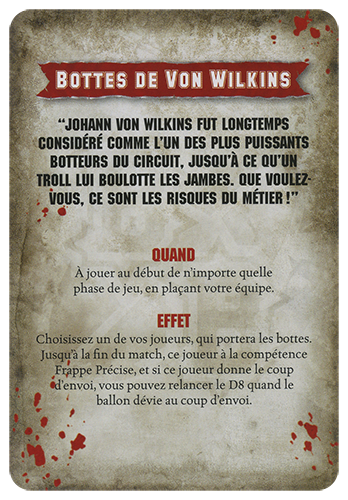 BOTTES DE VON WILKINS
“JOHANN VON WILKINS FUT LONGTEMPS
CONSIDÉRÉ COMME L’UN DES PLUS PUISSANTS
BOTTEURS DU CIRCUIT, JUSQU’À CE QU’UN
TROLL LUI BOULOTTE LES JAMBES. QUE VOULEZ-
VOUS, CE SONT LES RISQUES DU MÉTIER !”
QUAND
À jouer au début de n’importe quelle
phase de jeu, en plaçant votre équipe.
EFFET
Choisissez un de vos joueurs, qui portera les bottes.
Jusqu’à la fin du match, ce joueur à la compétence
Frappe Précise, et si ce joueur donne le coup
d’envoi, vous pouvez relancer le D8 quand le
ballon dévie au coup d’envoi.